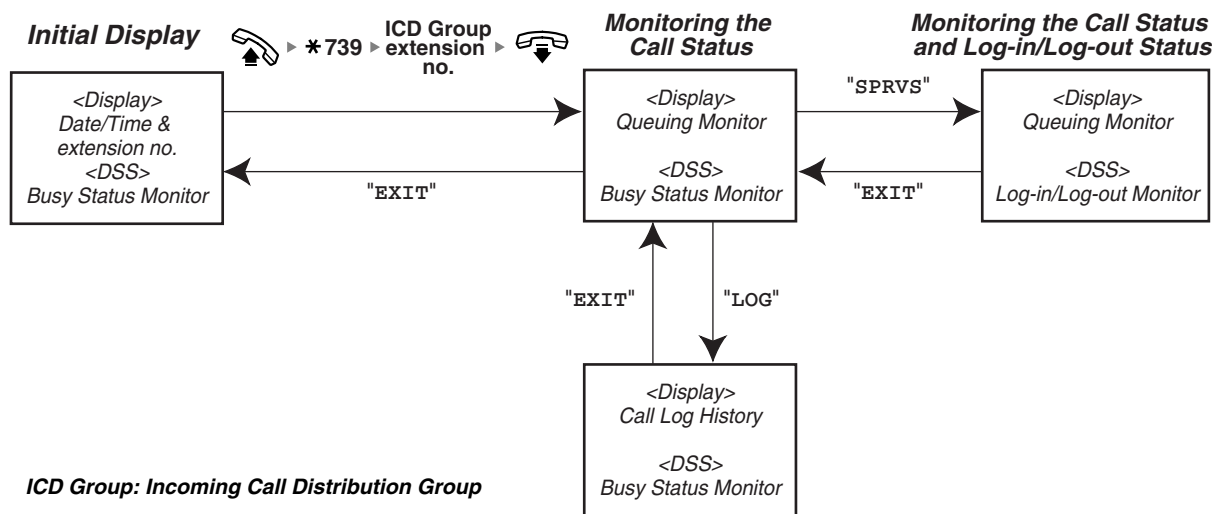 Initial Display
*739
ICD Group
extension
no.
Monitoring the
Call Status
Monitoring the Call Status
and Log-in/Log-out Status
<Display>
Date/Time &
extension no.
<DSS>
Busy Status Monitor
"EXIT"
<Display>
Queuing Monitor
<DSS>
Busy Status Monitor
"SPRVS"
"EXIT"
<Display>
Queuing Monitor
<DSS>
Log-in/Log-out Monitor
"EXIT"
"LOG"
<Display>
Call Log History
<DSS>
Busy Status Monitor
ICD Group: Incoming Call Distribution Group